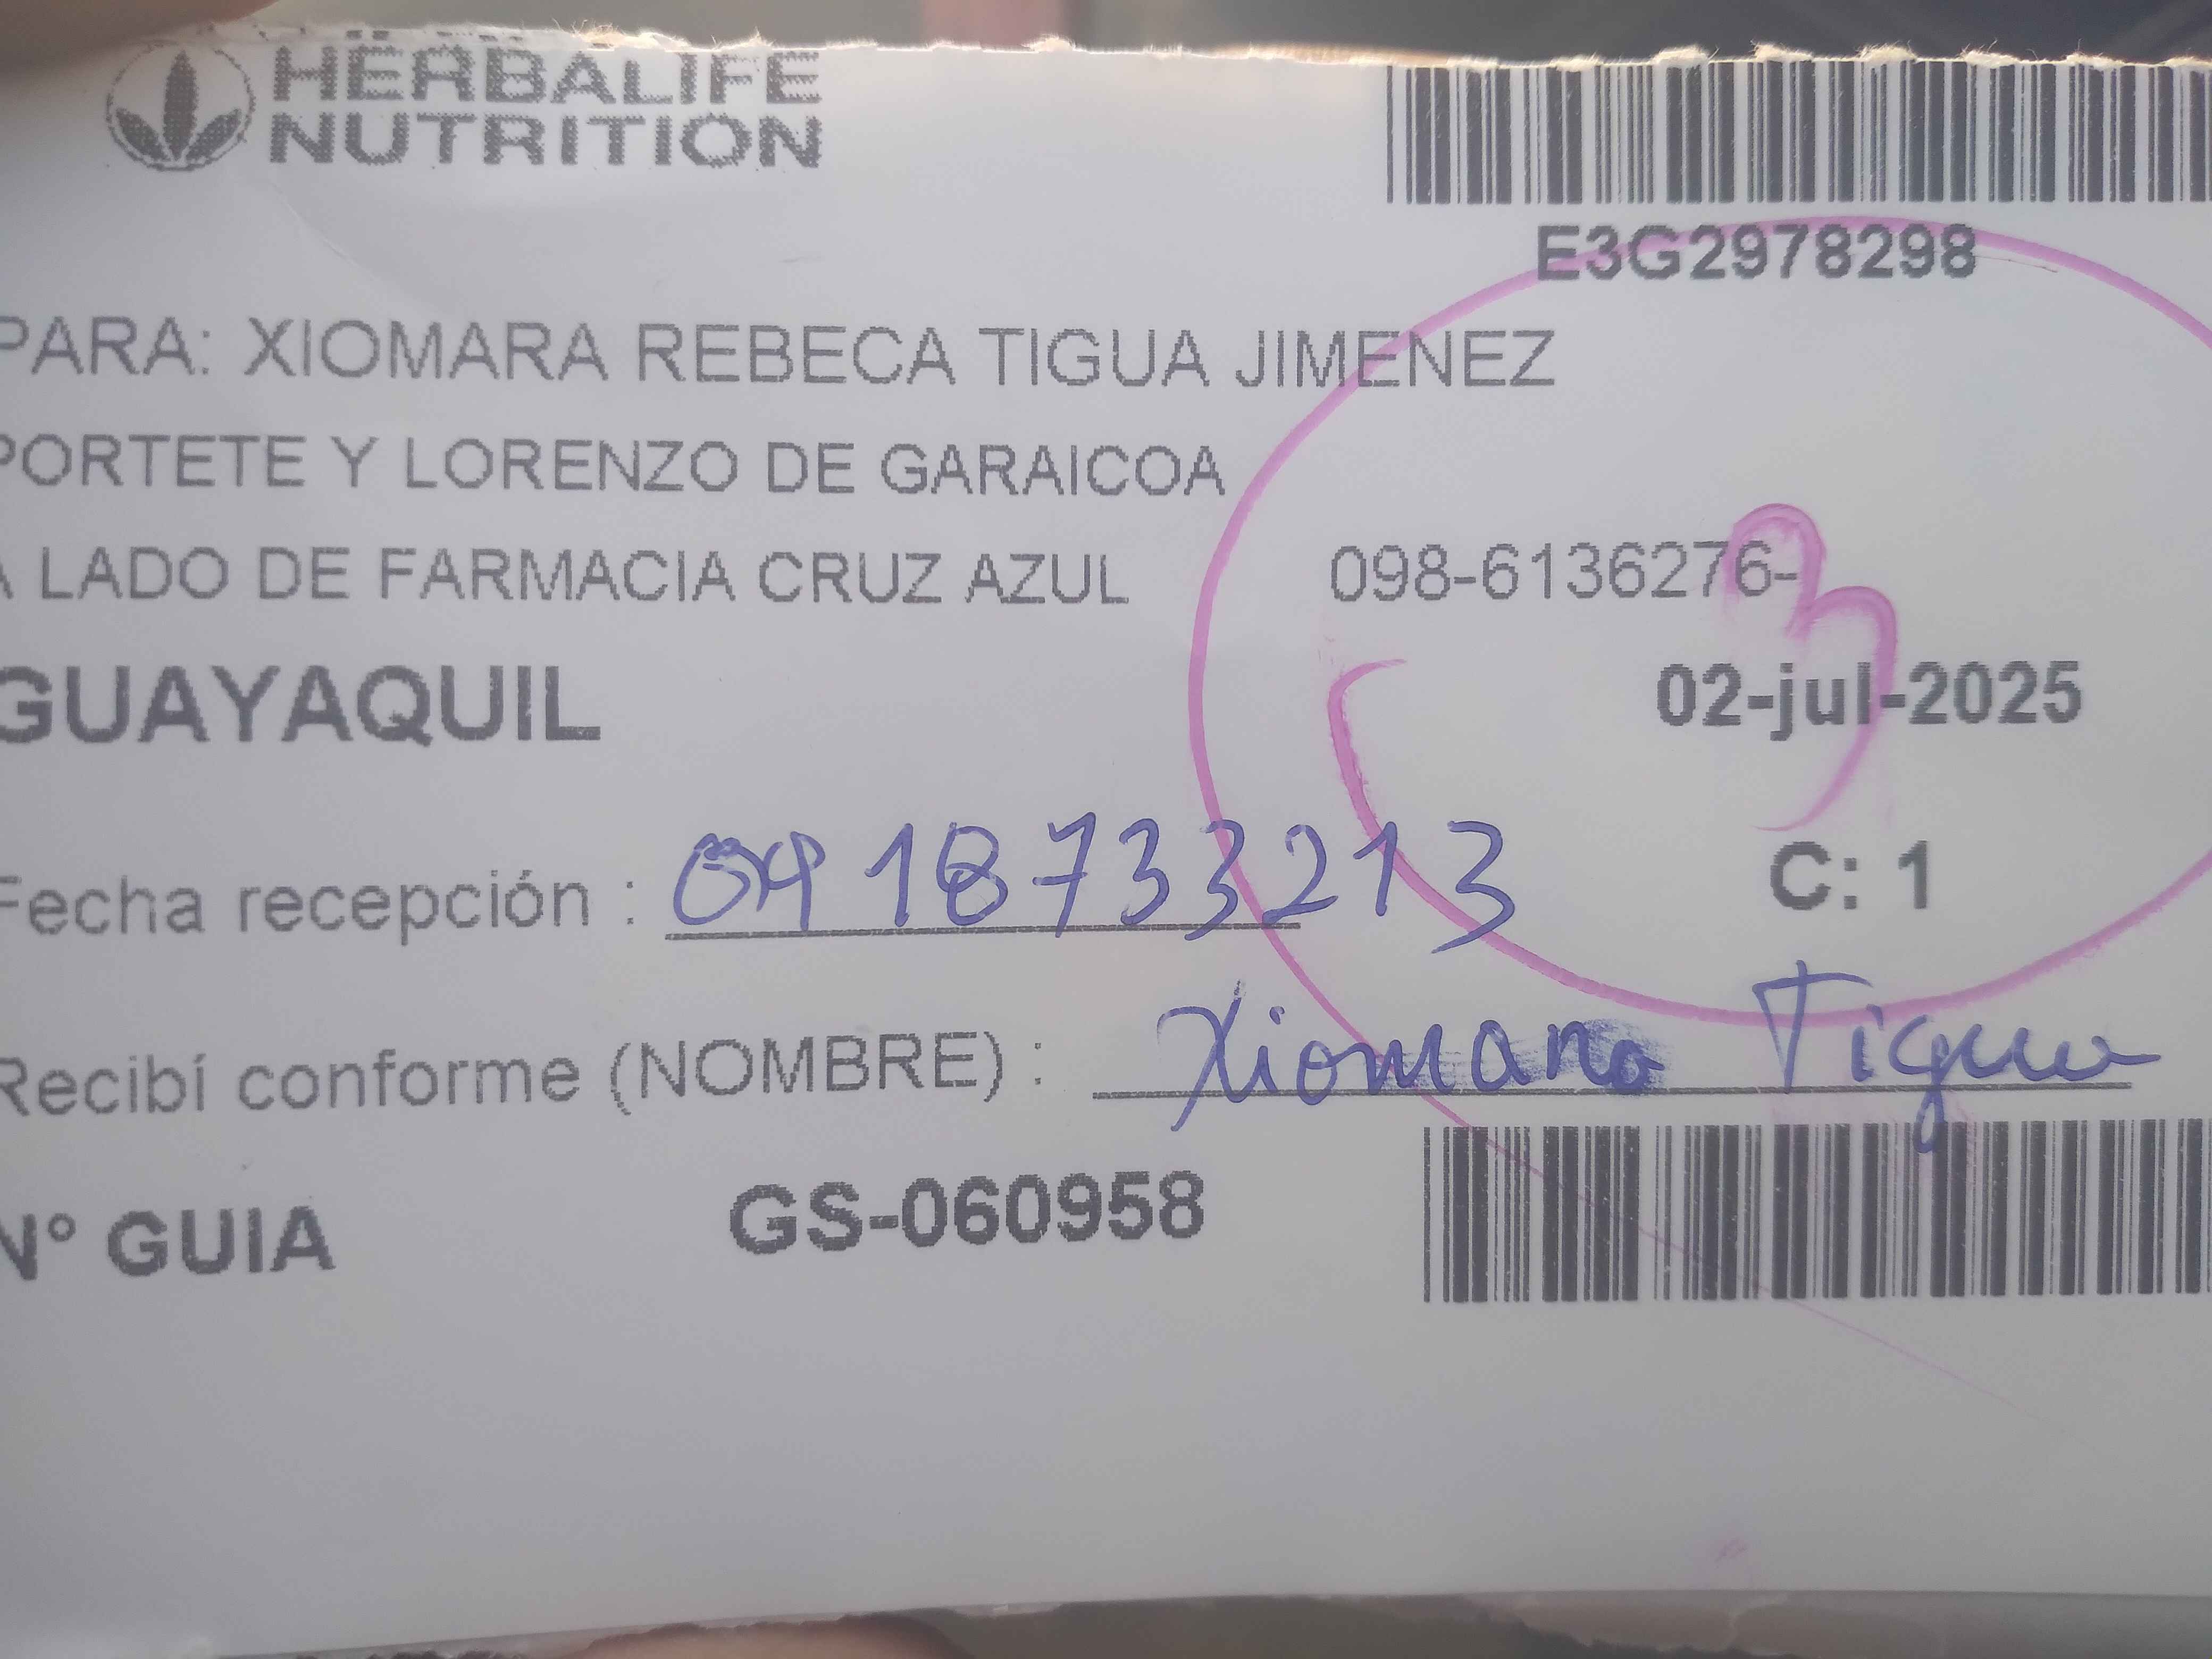 HERBALIFE
NUTRITION
E3G2978298
PARA: XIOMARA REBECA TIGUA JIMENEZ
PORTETE Y LORENZO DE GARAICOA
A LADO DE FARMACIA CRUZ AZUL 098-6136276-
3
GUAYAQUIL 02-jul-2025
Fecha recepción : 0918733213 C: 1
Recibí conforme (NOMBRE) : Xiomara Tigua
N° GUIA GS-060958